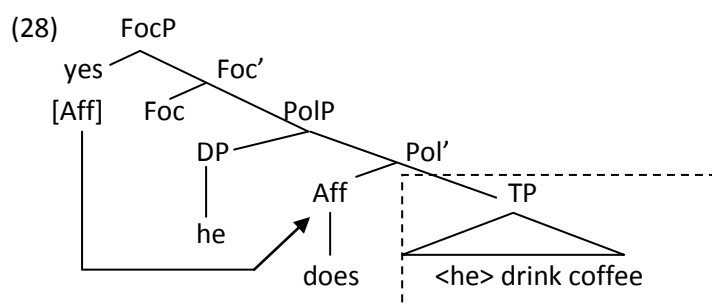 (28) FocP
yes Foc’
[Aff] Foc PolP
DP Pol’
Aff TP
he
does <he> drink coffee